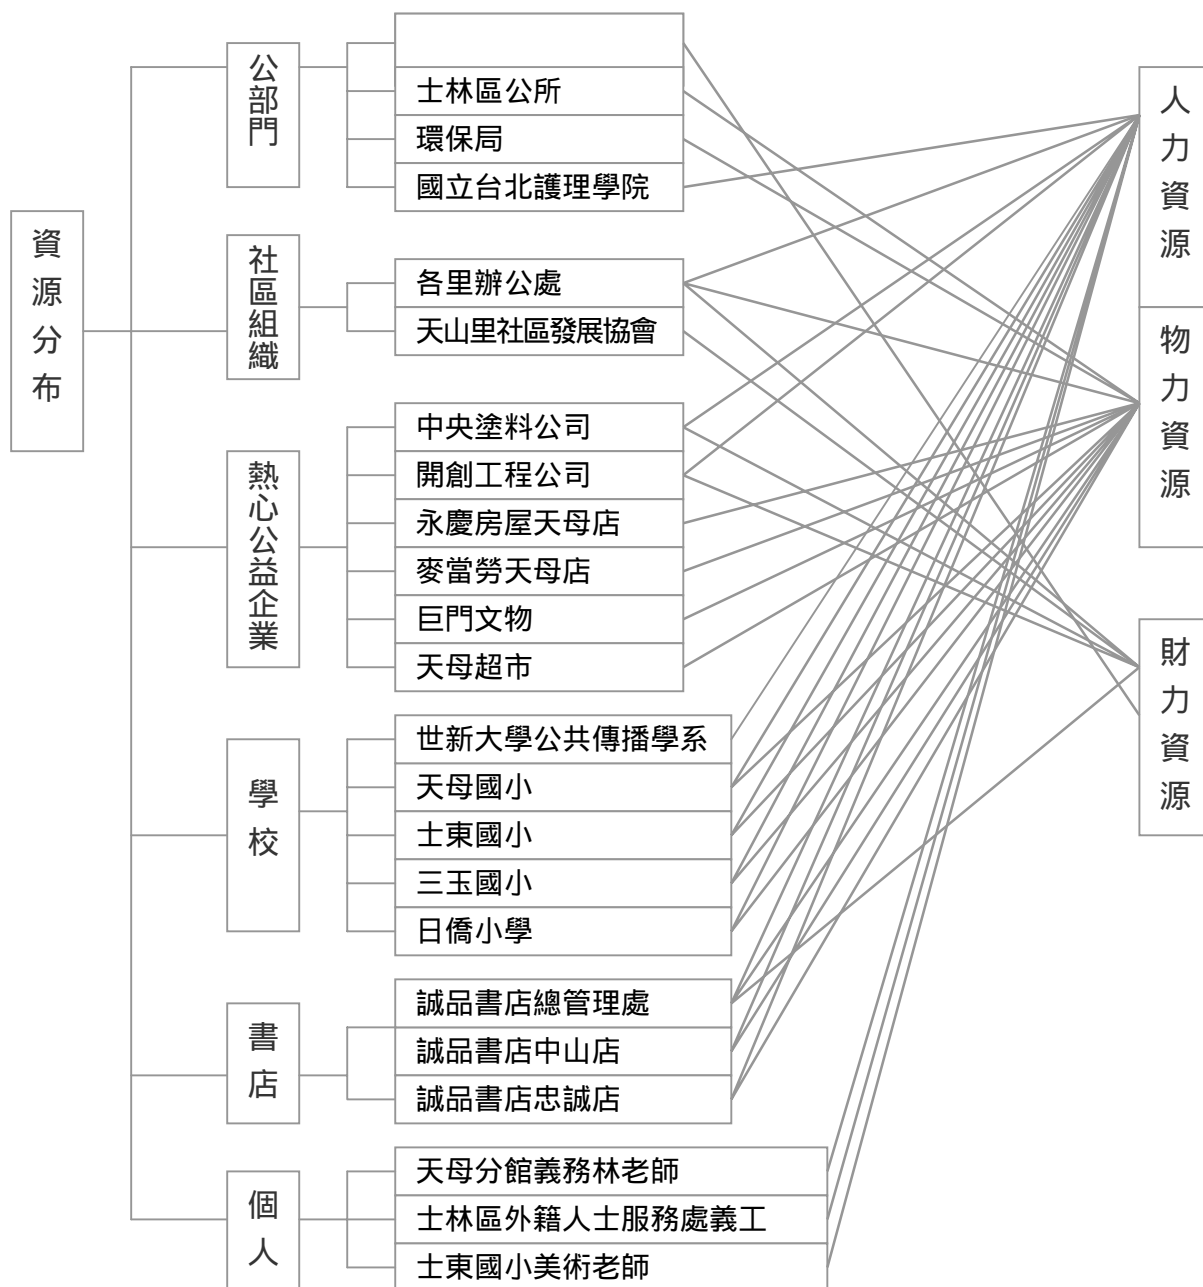 資源分布
公部門
士林區公所
環保局
國立台北護理學院
社區組織
各里辦公處
天山里社區發展協會
熱心公益企業
中央塗料公司
開創工程公司
永慶房屋天母店
麥當勞天母店
巨門文物
天母超市
學校
世新大學公共傳播學系
天母國小
士東國小
三玉國小
日僑小學
書店
誠品書店總管理處
誠品書店中山店
誠品書店忠誠店
個人
天母分館義務林老師
士林區外籍人士服務處義工
士東國小美術老師
人力資源
物力資源
財力資源